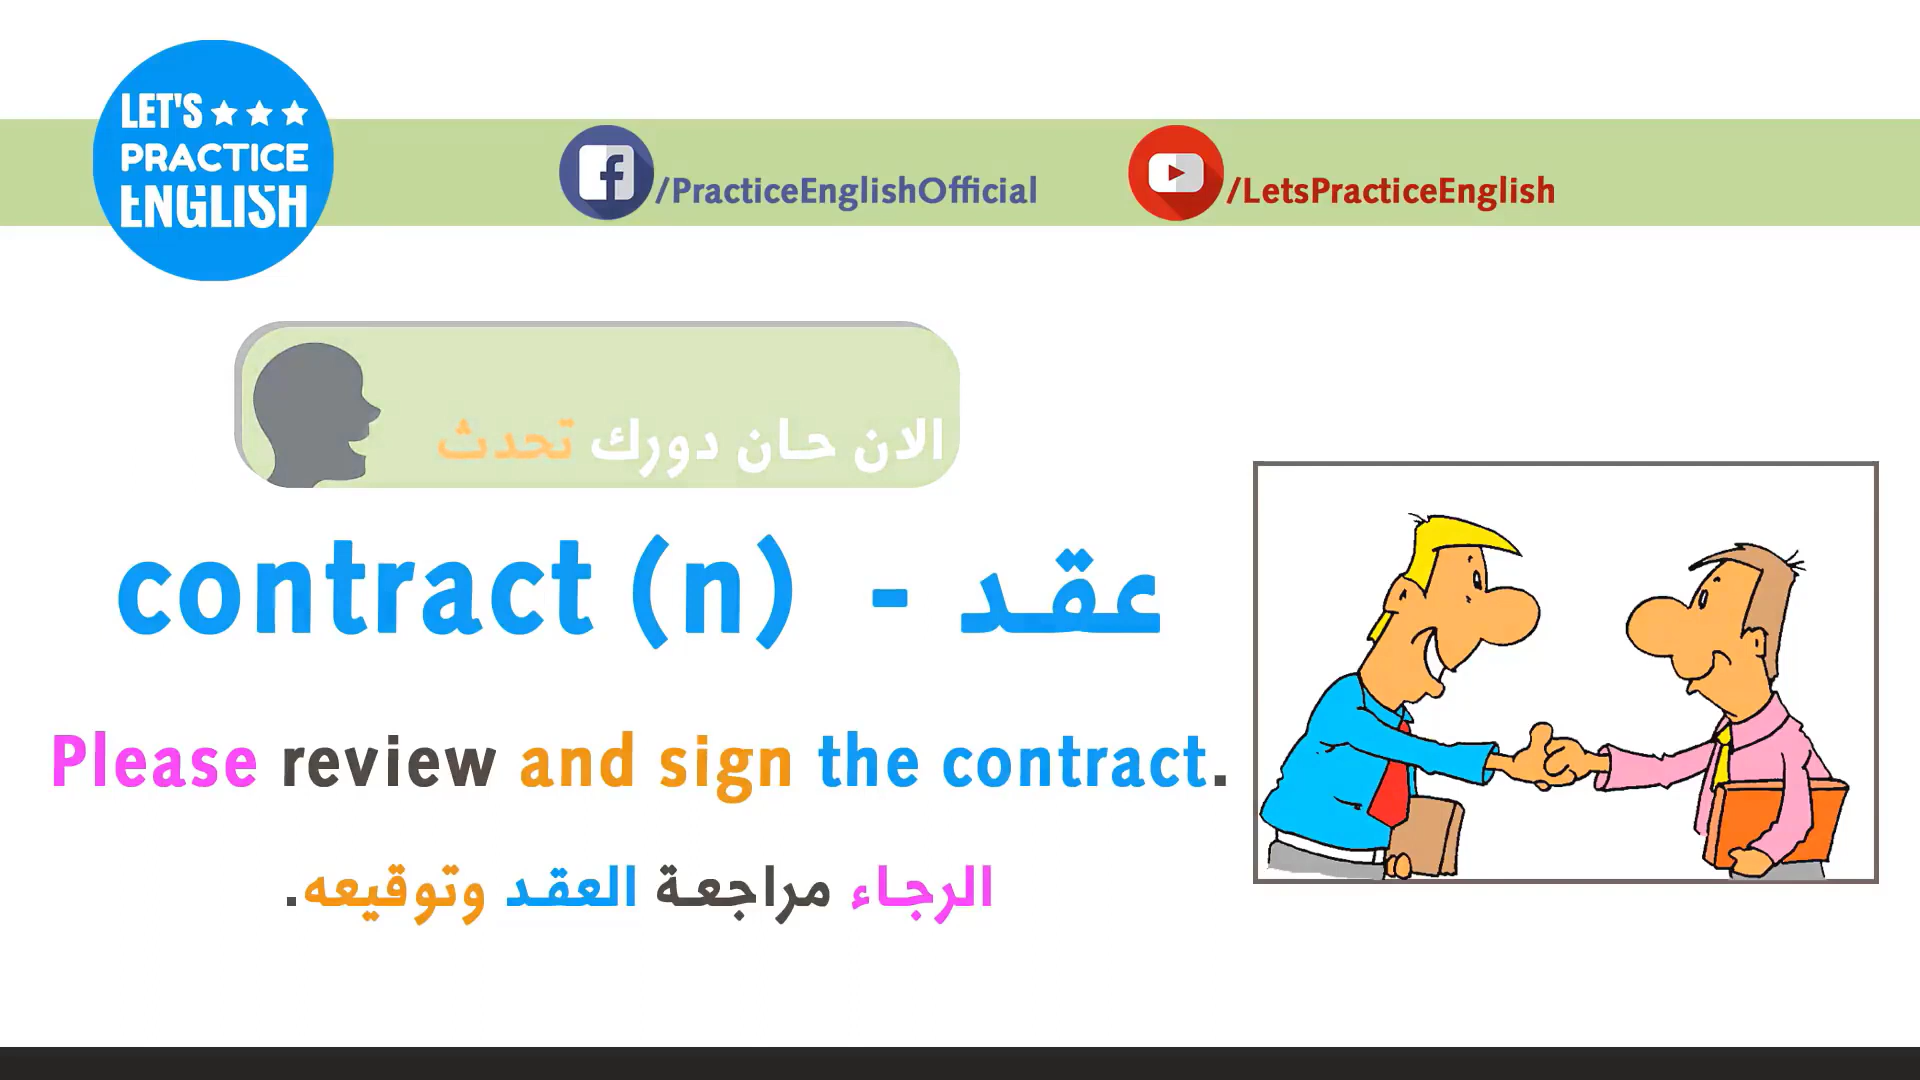 LET'S
PRACTICE
ENGLISH
/PracticeEnglishOfficial
/LetsPracticeEnglish
الان حان دورك تحدث
contract (n) - عقد
Please review and sign the contract.
الرجاء مراجعة العقد وتوقيعه.